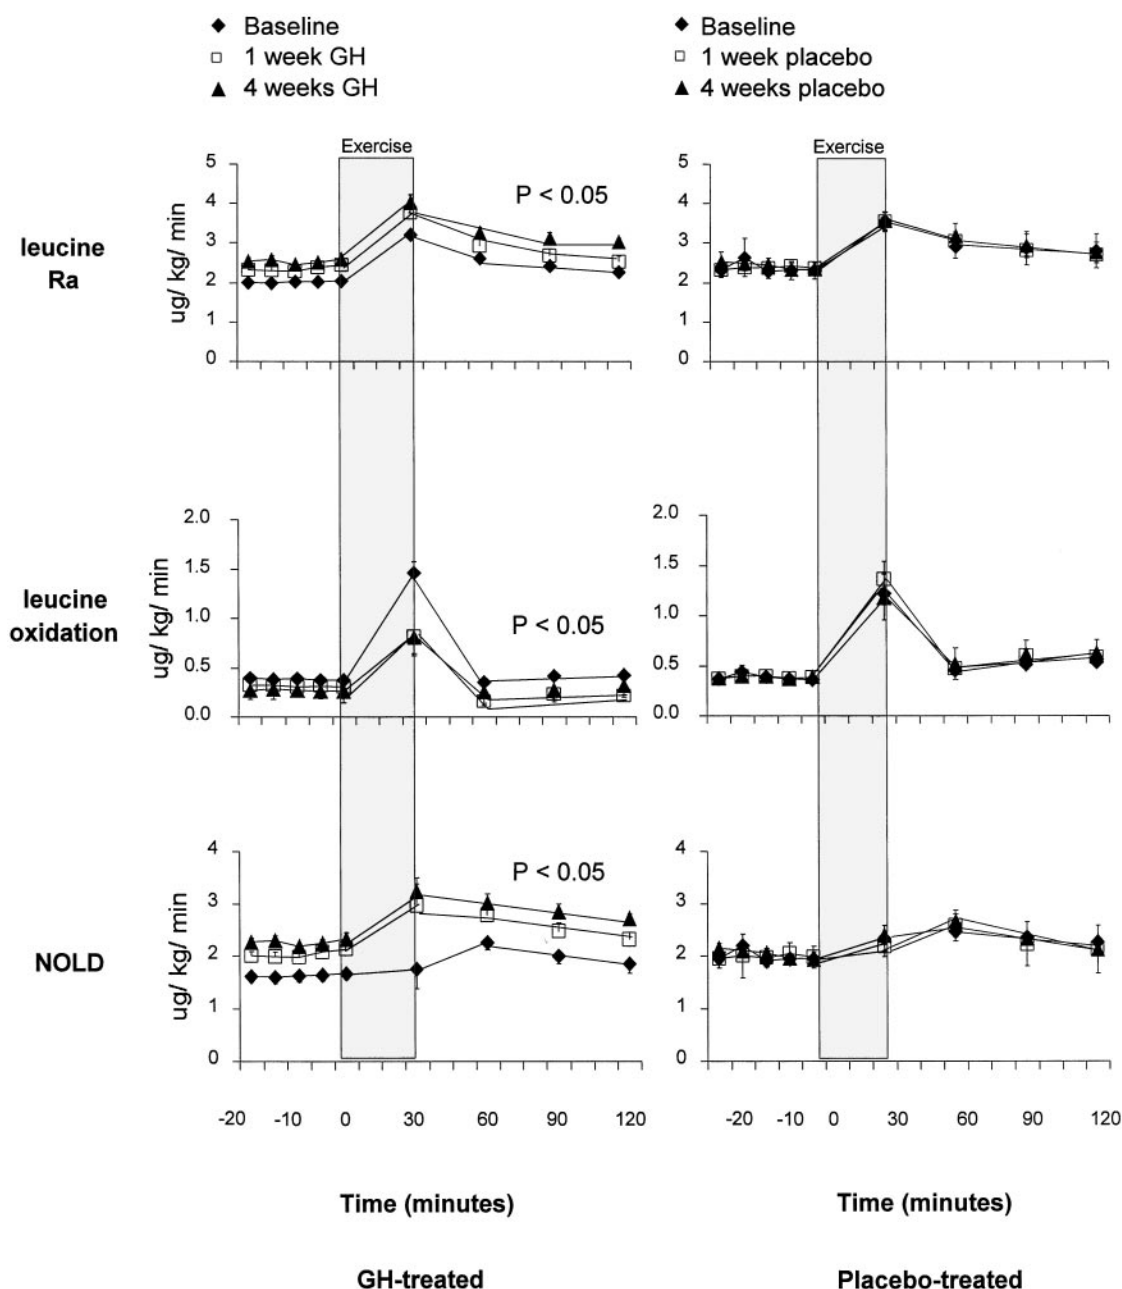 Baseline
1 week GH
4 weeks GH
Baseline
1 week placebo
4 weeks placebo
leucine
Ra
ug/ kg/ min
5
4
3
2
1
0
Exercise
P < 0.05
5
4
3
2
1
0
Exercise
leucine
oxidation
ug/ kg/ min
2.0
1.5
1.0
0.5
0.0
P < 0.05
2.0
1.5
1.0
0.5
0.0
NOLD
ug/ kg/ min
4
3
2
1
0
P < 0.05
4
3
2
1
0
-20 -10 0 30 60 90 120
-20 -10 0 30 60 90 120
Time (minutes)
Time (minutes)
GH-treated
Placebo-treated